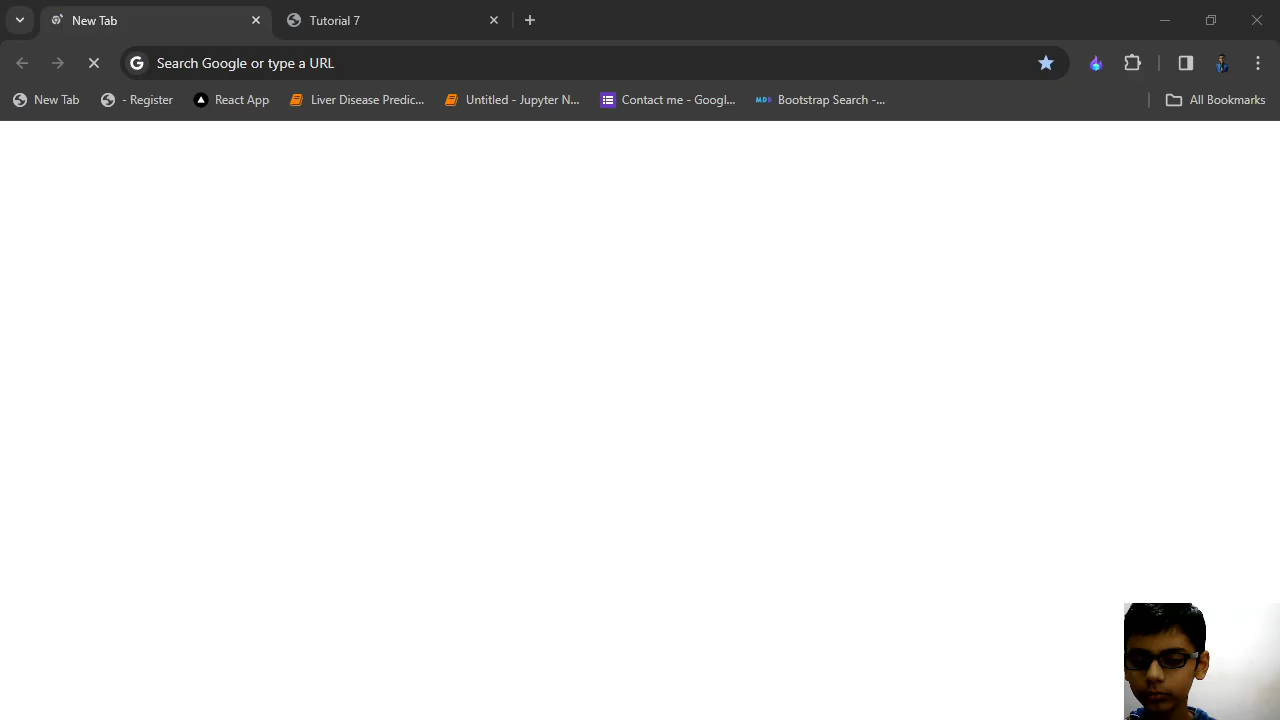 New Tab
Tutorial 7
Search Google or type a URL
New Tab
- Register
React App
Liver Disease Predic...
Untitled - Jupyter N...
Contact me - Googl...
MDB
Bootstrap Search -...
All Bookmarks